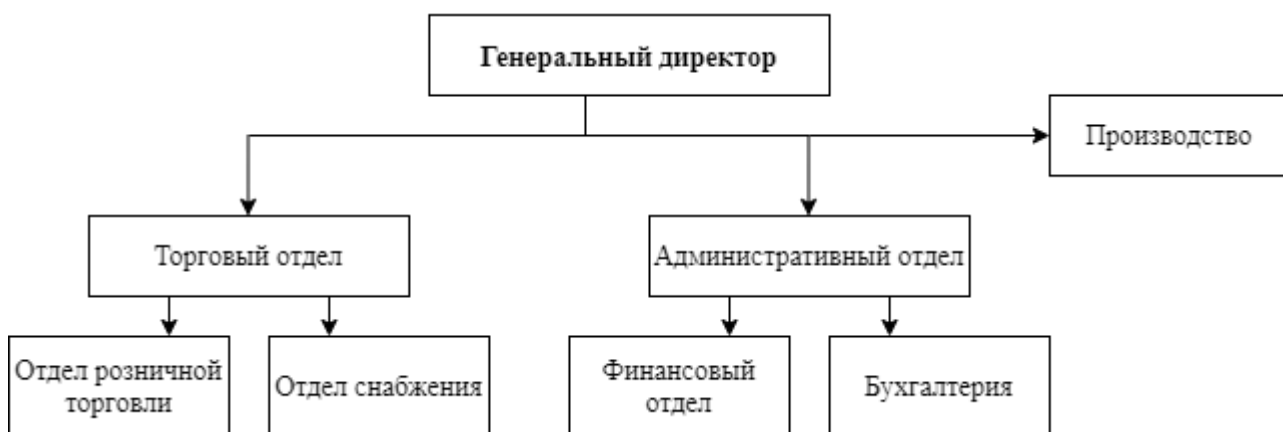 Генеральный директор
Производство
Торговый отдел
Административный отдел
Отдел розничной
торговли
Отдел снабжения
Финансовый
отдел
Бухгалтерия